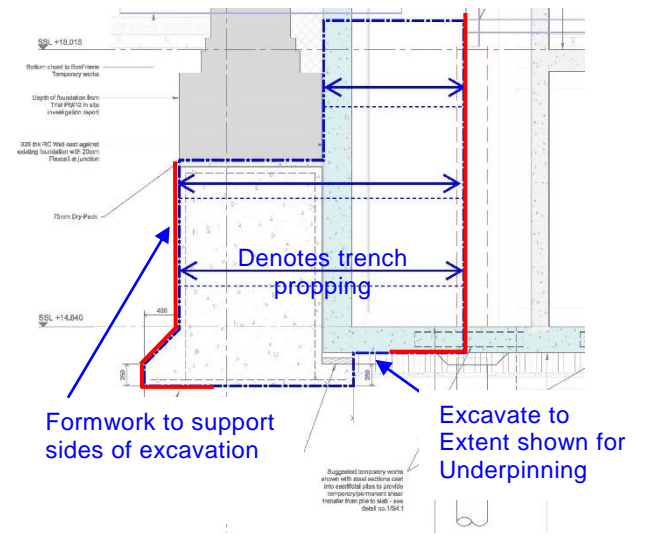 SSL +18.015
Bottom shord to BoxFrame
Temporary works
Depth of foundation from
Trial Pit/12 in site
investigation report
325 thk RC Wall cast against
existing foundation with 20mm
Flexcell at junction
75mm Dry-Pack
Denotes trench
propping
400
SSL +14.840
250
250
Formwork to support
sides of excavation
Excavate to
Extent shown for
Underpinning
Suggested temporary works
shown with steel sections cast
into sacrificial piles to provide
temporary/permanent shear
transfer from pile to slab - see
detail no.1/S4.1